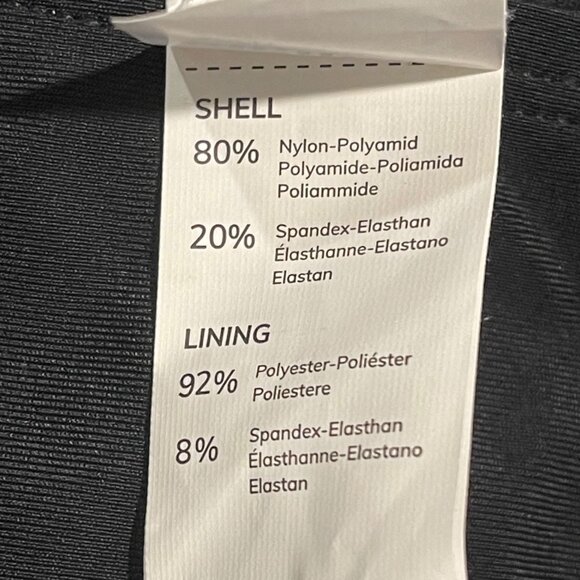 SHELL
80% Nylon-Polyamid
Polyamide-Poliamida
Poliammide
20% Spandex-Elasthan
Élasthanne-Elastano
Elastan
LINING
92% Polyester-Poliéster
Poliestere
8% Spandex-Elasthan
Élasthanne-Elastano
Elastan